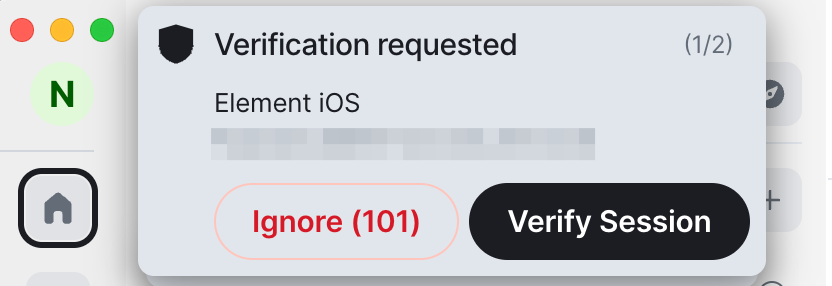 Verification requested
(1/2)
N
Element iOS
Ignore (101)
Verify Session